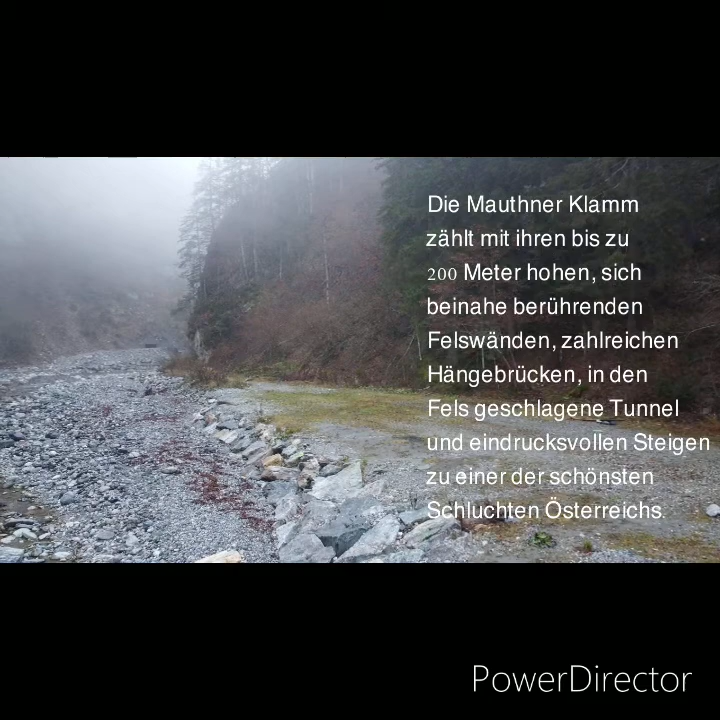 Die Mauthner Klamm
zählt mit ihren bis zu
200 Meter hohen, sich
beinahe berührenden
Felswänden, zahlreichen
Hängebrücken, in den
Fels geschlagene Tunnel
und eindrucksvollen Steigen
zu einer der schönsten
Schluchten Österreichs.
PowerDirector